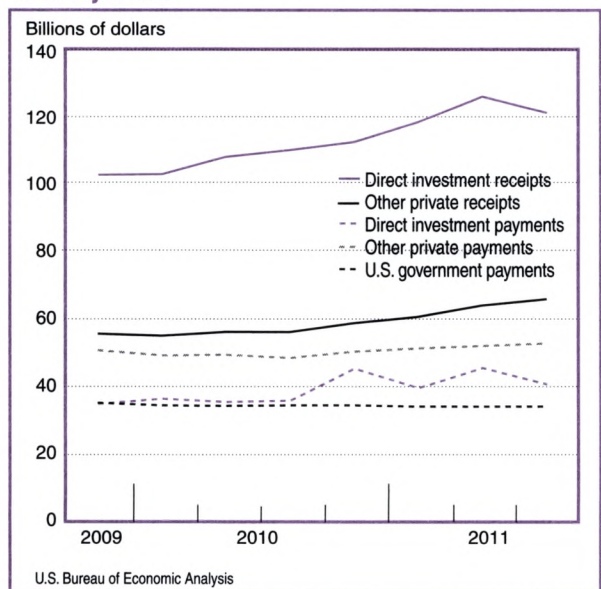 Billions of dollars
140
120
100
80
60
40
20
0
Direct investment receipts
Other private receipts
Direct investment payments
Other private payments
U.S. government payments
2009 2010 2011
U.S. Bureau of Economic Analysis